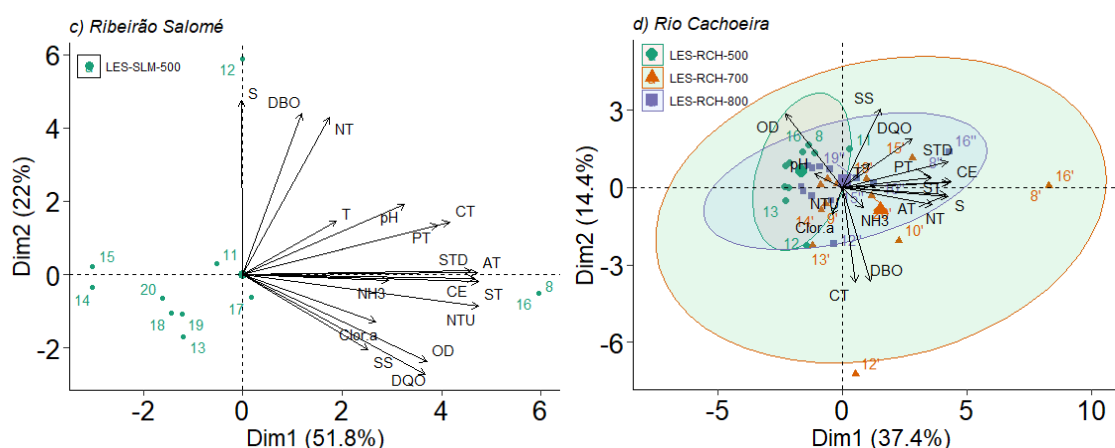 c) Ribeirão Salomé
LES-SLM-500
12
S
DBO
NT
T
pH
CT
PT
STD
AT
NH3
CE
ST
NTU
Clor.a
SS
OD
DQO
15
14
11
20
17
18
19
13
8
16
6
4
2
0
-2
0
2
4
6
Dim2 (22%)
Dim1 (51.8%)
d) Rio Cachoeira
LES-RCH-500
LES-RCH-700
LES-RCH-800
SS
OD
DQO
16
8
11
15'
STD
16"
PT
8"
19'
pH
T
CE
ST
S
16'
8'
13
NTU
AT
NT
NH3
14'
9'
Clor.a
10'
12
13'
DBO
CT
12'
3
0
-3
-6
-5
0
5
10
Dim2 (14.4%)
Dim1 (37.4%)